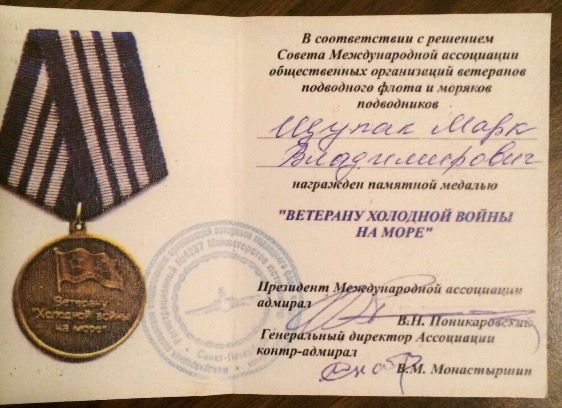 В соответствии с решением
Совета Международной ассоциации
общественных организаций ветеранов
подводного флота и моряков
подводников
Щупак Марк
Владимирович
награжден памятной медалью
"ВЕТЕРАНУ ХОЛОДНОЙ ВОЙНЫ
НА МОРЕ"
Президент Международной ассоциации
адмирал
В.Н. Поникаровский
Генеральный директор Ассоциации
контр-адмирал
В.М. Монастыршин
Ветерану
"Холодной войны
на море"
Санкт-Петер